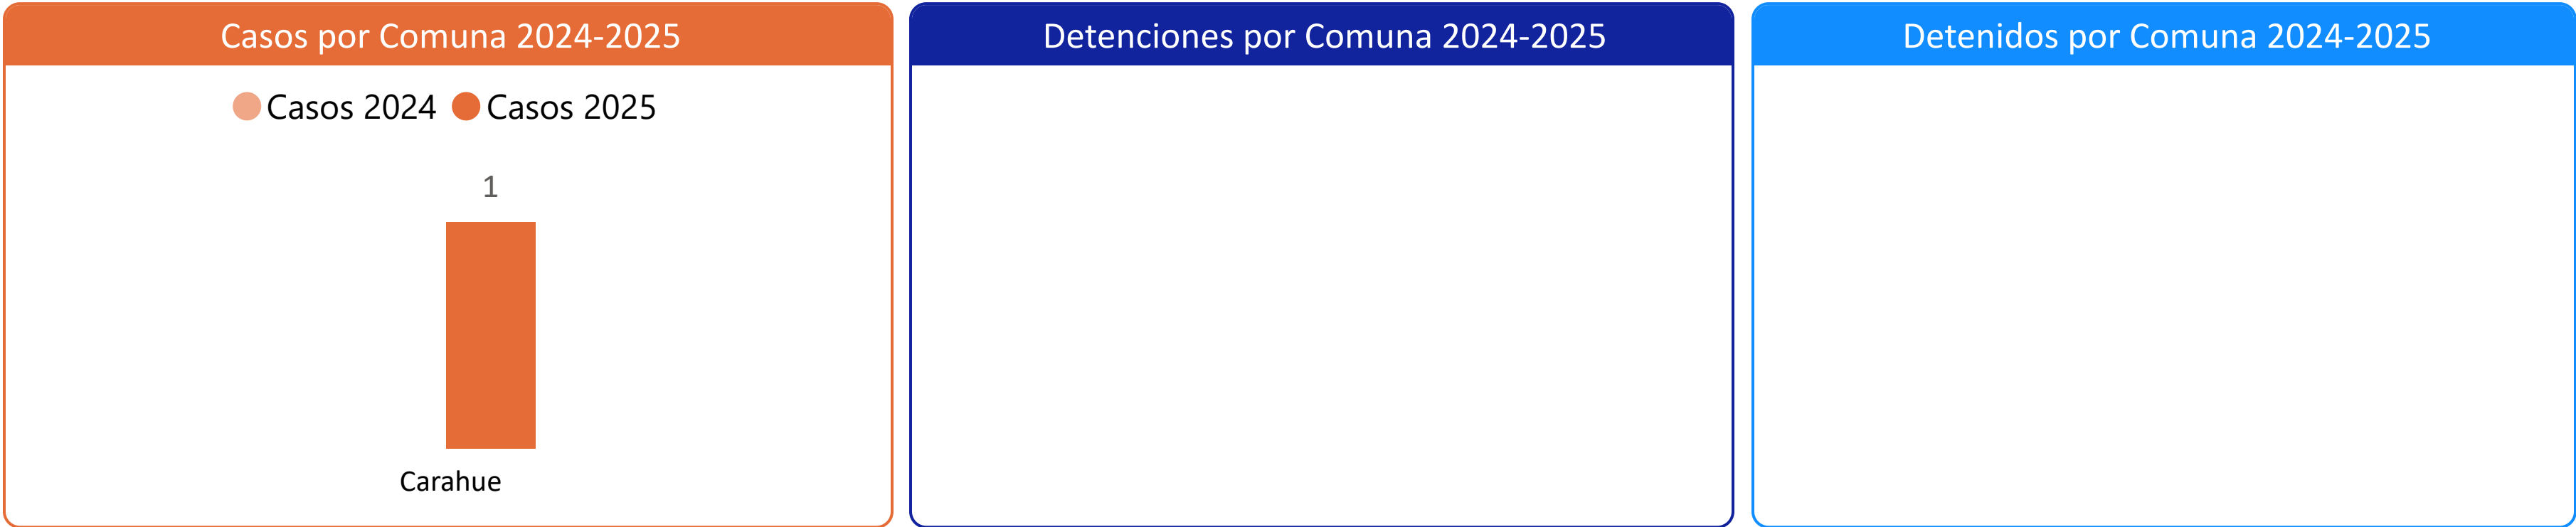 Casos por Comuna 2024-2025
Casos 2024 Casos 2025
1
Carahue
Detenciones por Comuna 2024-2025
Detenidos por Comuna 2024-2025